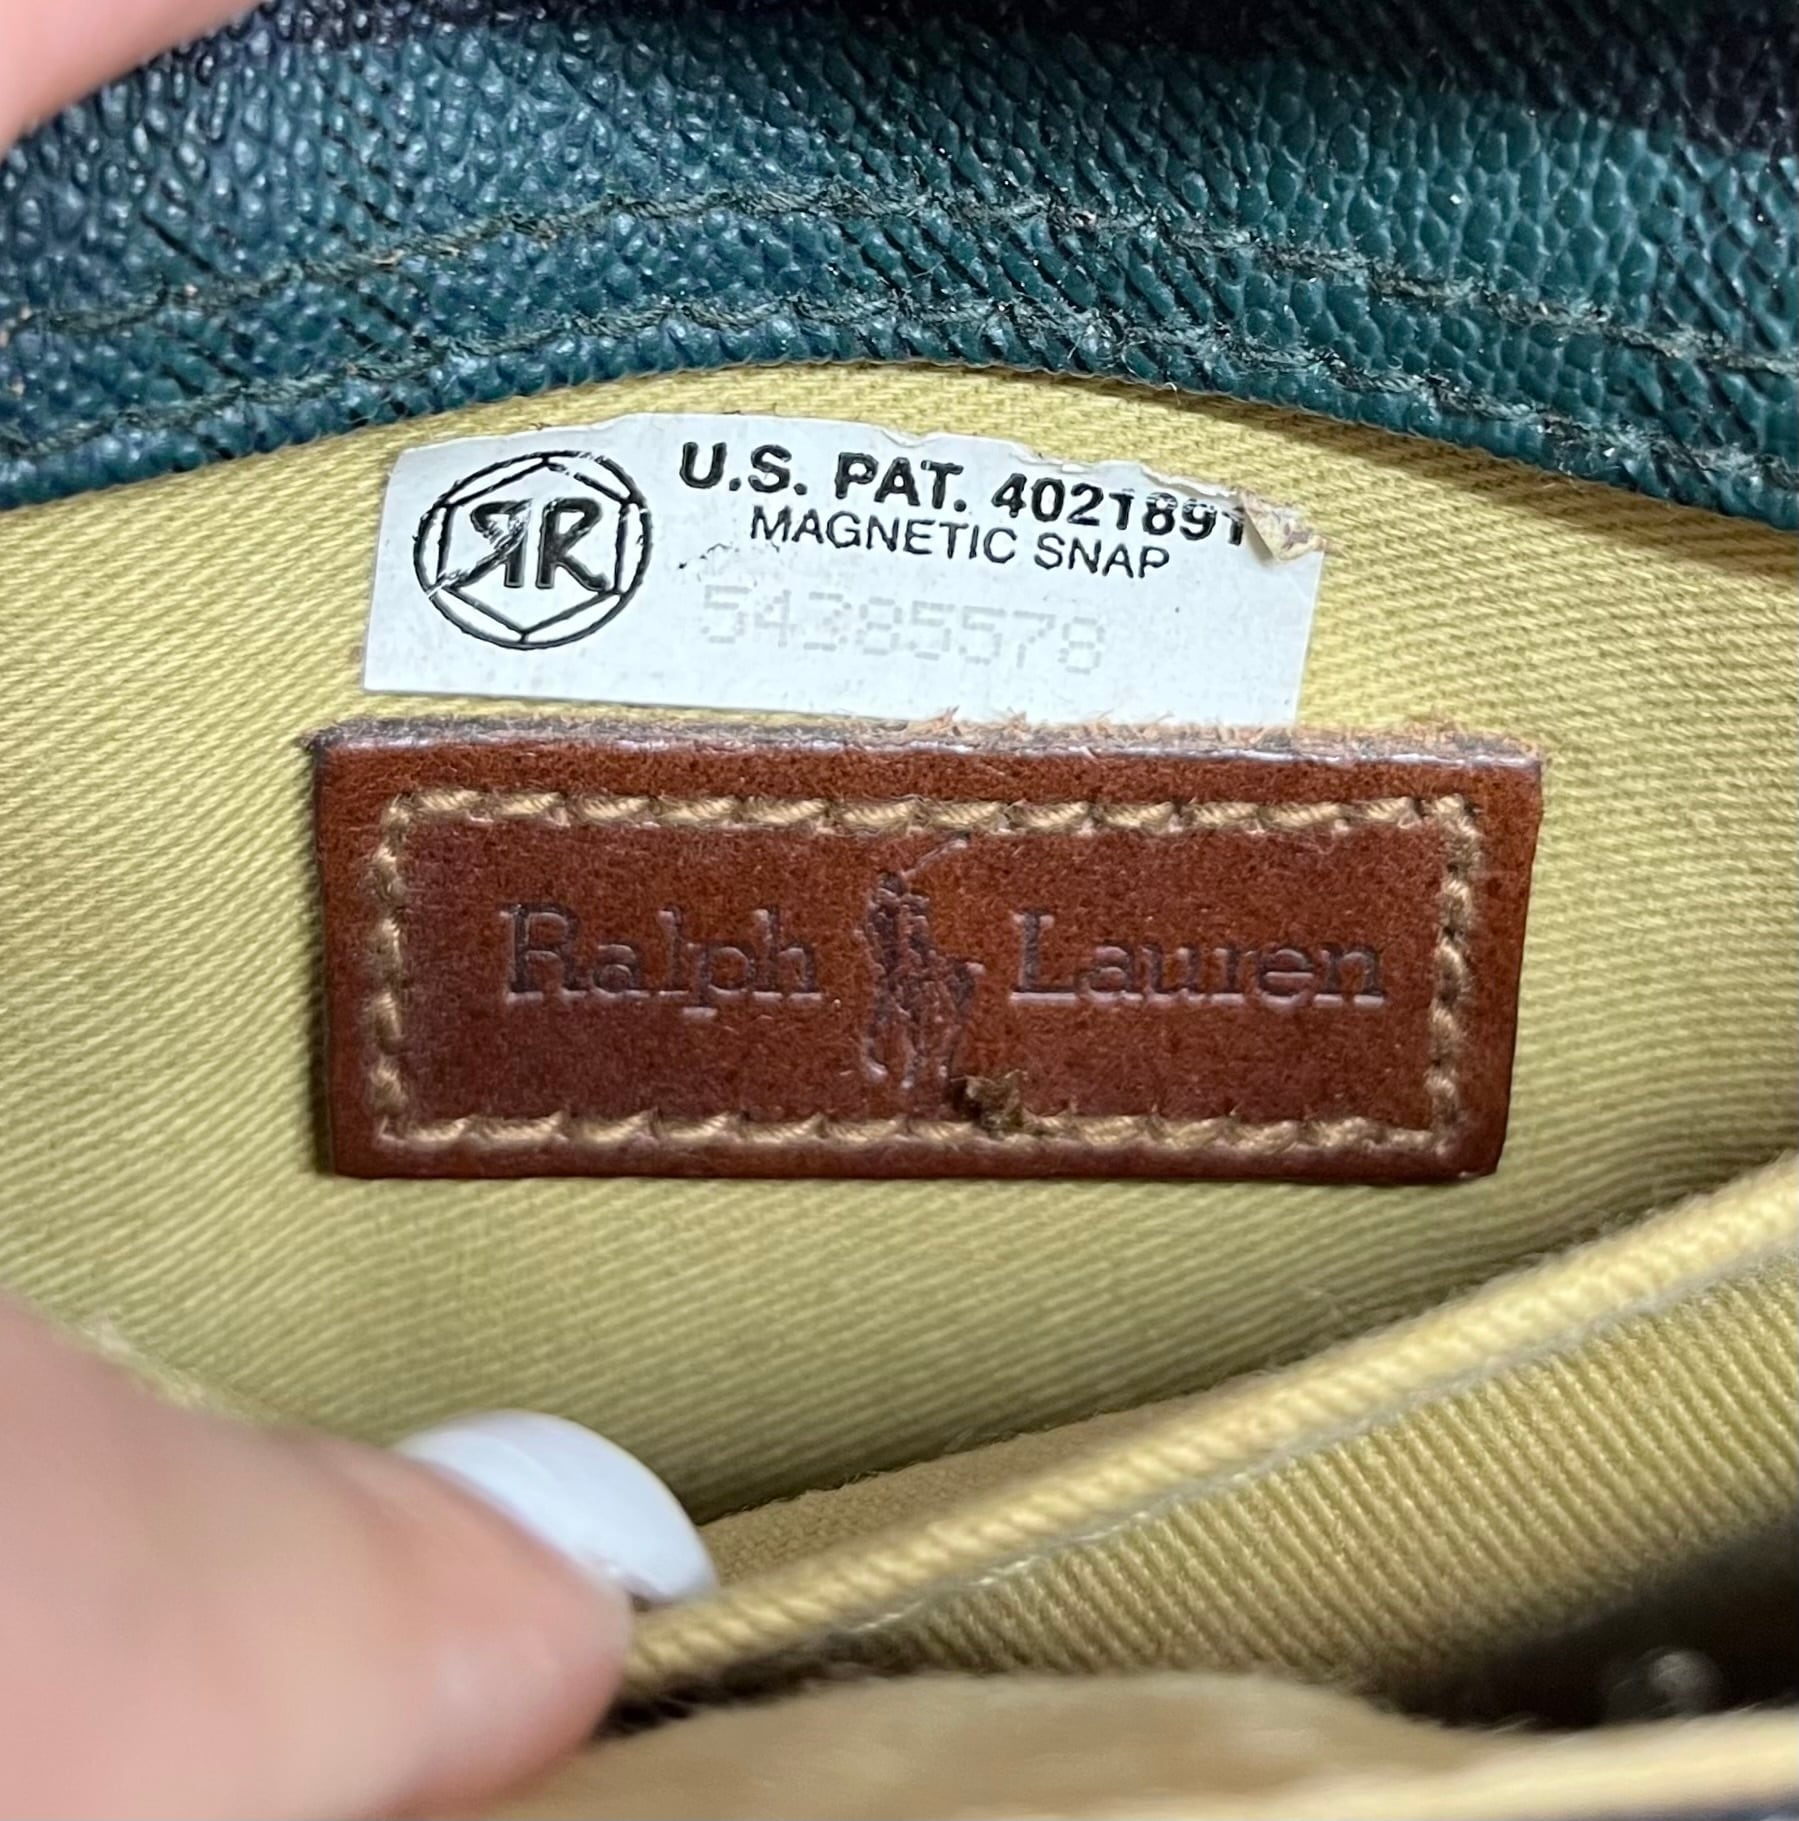 RR
U.S. PAT. 4021891
MAGNETIC SNAP
54385578
Ralph Lauren